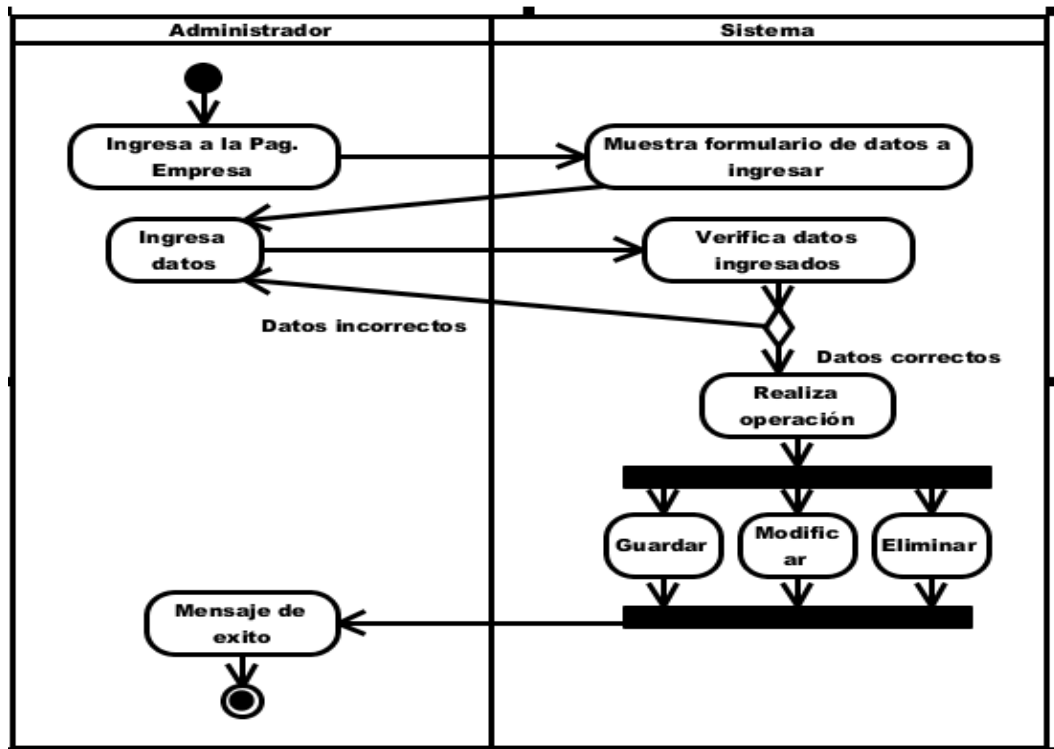 Administrador
Sistema
Ingresa a la Pag.
Empresa
Muestra formulario de datos a
ingresar
Ingresa
datos
Verifica datos
ingresados
Datos incorrectos
Datos correctos
Realiza
operación
Guardar
Modific
ar
Eliminar
Mensaje de
exito